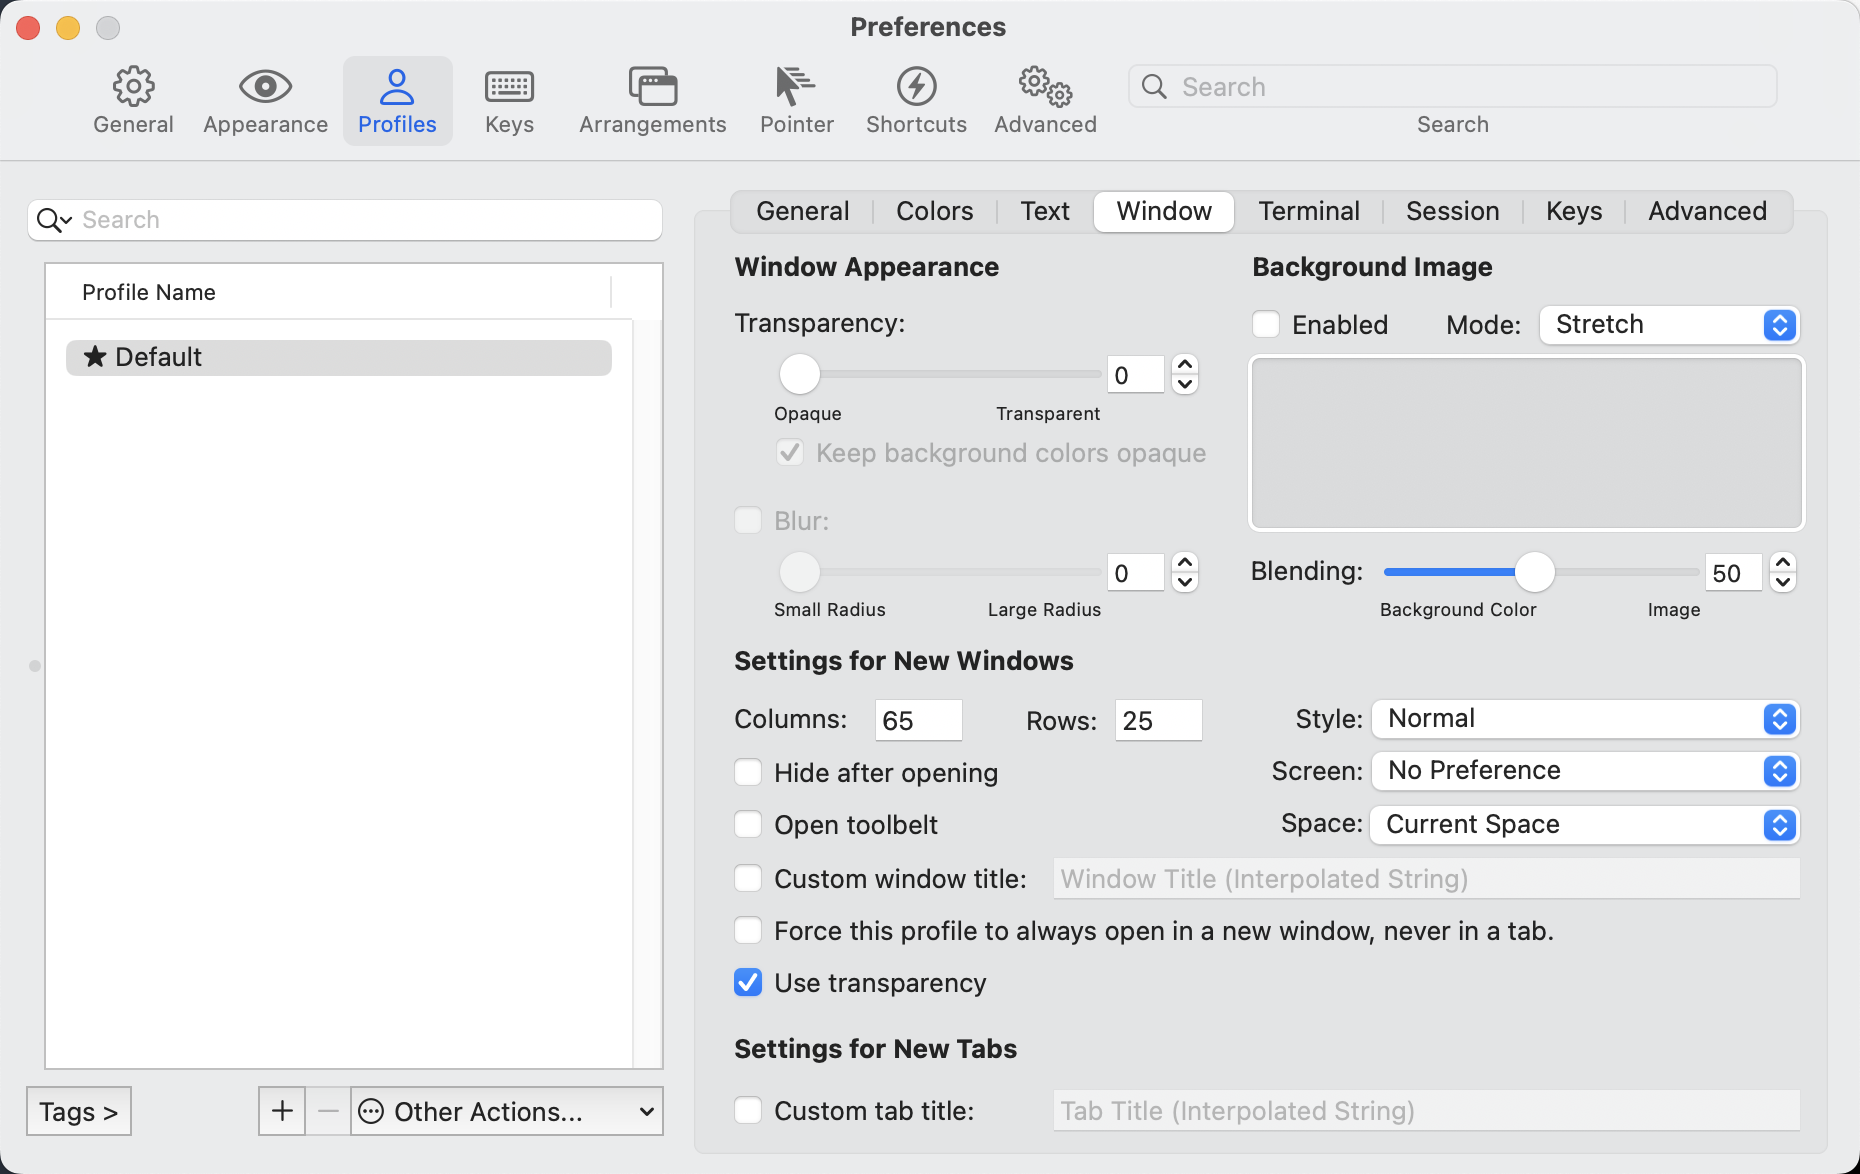 Preferences
General
Appearance
Profiles
Keys
Arrangements
Pointer
Shortcuts
Advanced
Search
Search
Search
Profile Name
★ Default
Tags >
+
−
Other Actions...
General
Colors
Text
Window
Terminal
Session
Keys
Advanced
Window Appearance
Transparency:
0
Opaque
Transparent
Keep background colors opaque
Blur:
0
Small Radius
Large Radius
Background Image
Enabled
Mode:
Stretch
Blending:
50
Background Color
Image
Settings for New Windows
Columns:
65
Rows:
25
Style:
Normal
Hide after opening
Screen:
No Preference
Open toolbelt
Space:
Current Space
Custom window title:
Window Title (Interpolated String)
Force this profile to always open in a new window, never in a tab.
Use transparency
Settings for New Tabs
Custom tab title:
Tab Title (Interpolated String)